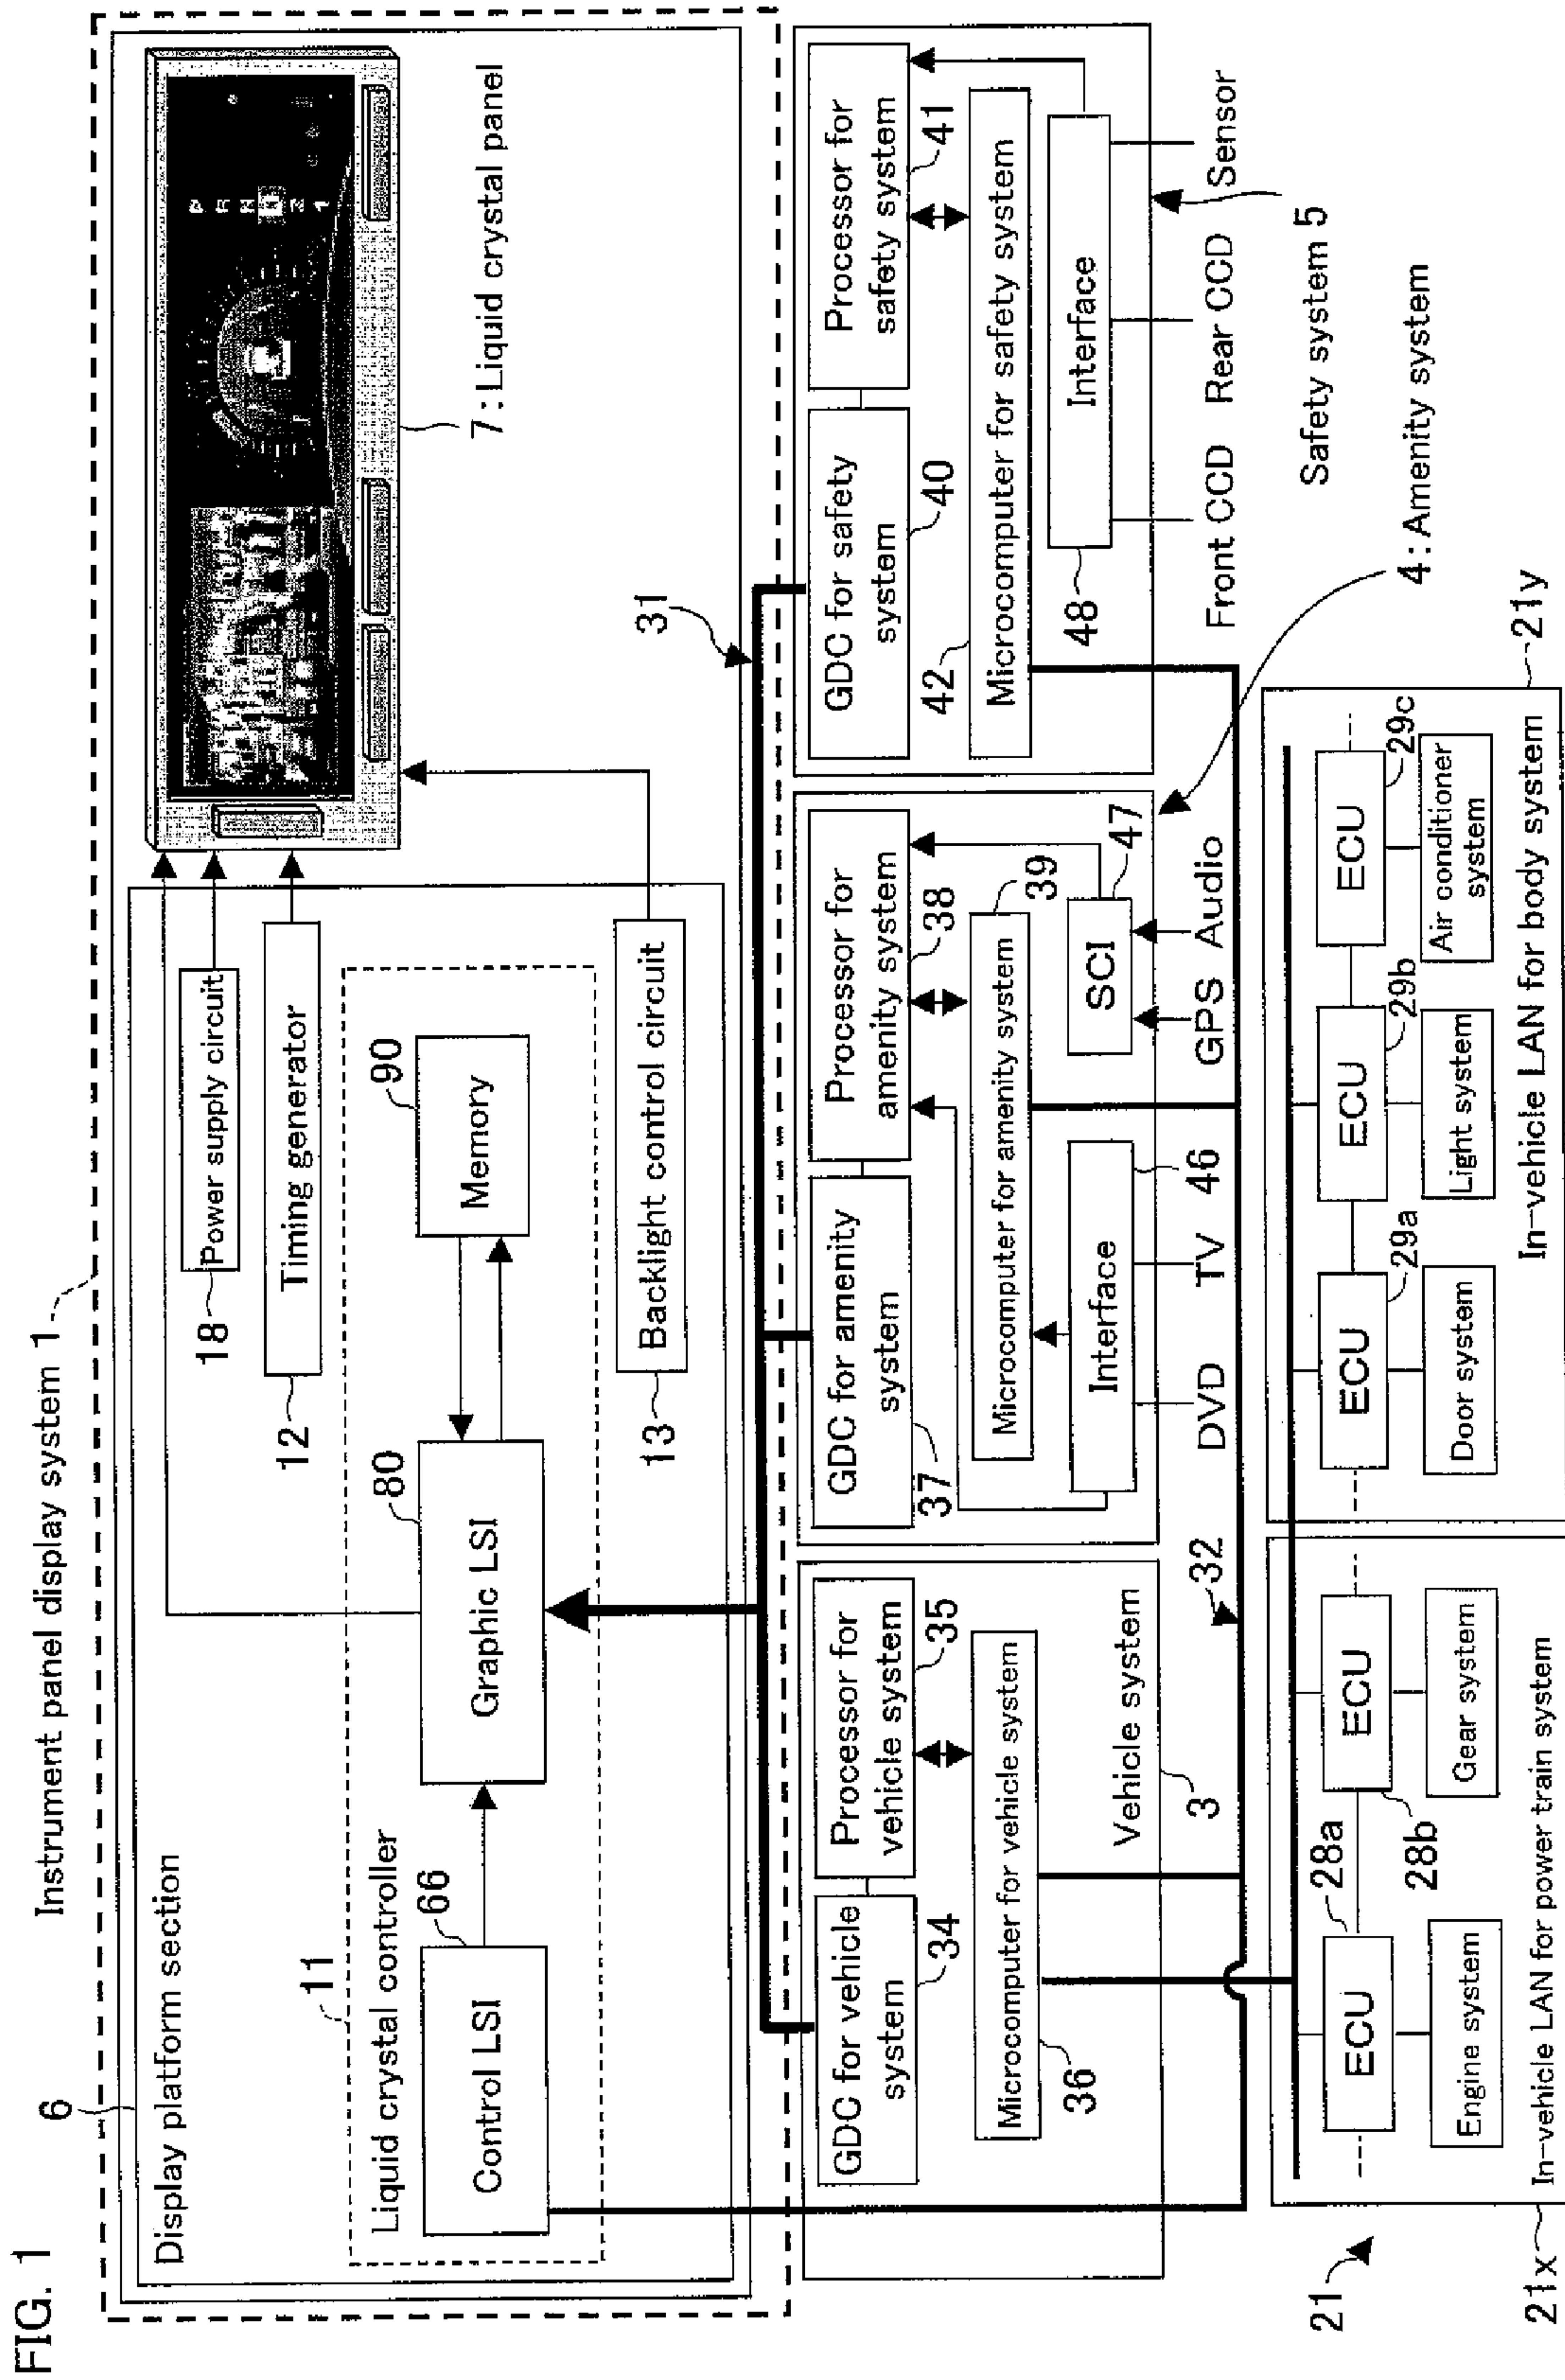 FIG. 1
Instrument panel display system 1
6
Display platform section
18
Power supply circuit
12
Timing generator
11
Liquid crystal controller
66
Control LSI
80
Graphic LSI
90
Memory
13
Backlight control circuit
7 : Liquid crystal panel
P
R
N
2
1
31
GDC for vehicle
system
34
Processor for
vehicle system
35
Microcomputer for vehicle system
36
Vehicle system
3
GDC for amenity
system
37
Processor for
amenity system
38
Microcomputer for amenity system
39
Interface
46
SCI
47
DVD
TV
GPS
Audio
4 : Amenity system
GDC for safety
system
40
Processor for
safety system
41
42
Microcomputer for safety system
Interface
48
Front CCD
Rear CCD
Sensor
Safety system 5
32
21
21x
In-vehicle LAN for power train system
ECU
28a
Engine system
ECU
28b
Gear system
21y
In-vehicle LAN for body system
ECU
29a
Door system
ECU
29b
Light system
ECU
29c
Air conditioner
system